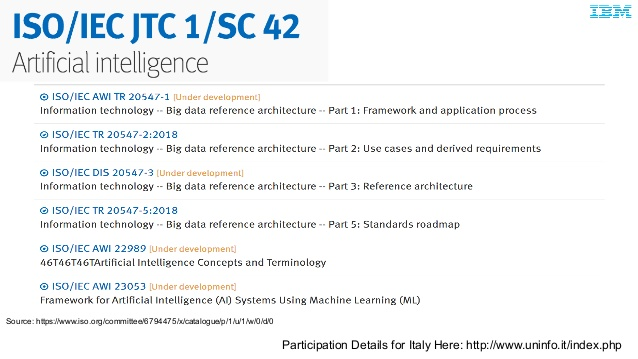 ISO/IEC JTC 1/SC 42
IBM
Artificial intelligence
ISO/IEC AWI TR 20547-1 [Under development]
Information technology -- Big data reference architecture -- Part 1: Framework and application process
ISO/IEC TR 20547-2:2018
Information technology -- Big data reference architecture -- Part 2: Use cases and derived requirements
ISO/IEC DIS 20547-3 [Under development]
Information technology -- Big data reference architecture -- Part 3: Reference architecture
ISO/IEC TR 20547-5:2018
Information technology -- Big data reference architecture -- Part 5: Standards roadmap
ISO/IEC AWI 22989 [Under development]
46T46T46TArtificial Intelligence Concepts and Terminology
ISO/IEC AWI 23053 [Under development]
Framework for Artificial Intelligence (AI) Systems Using Machine Learning (ML)
Source: https://www.iso.org/committee/6794475/x/catalogue/p/1/u/1/w/0/d/0
Participation Details for Italy Here: http://www.uninfo.it/index.php